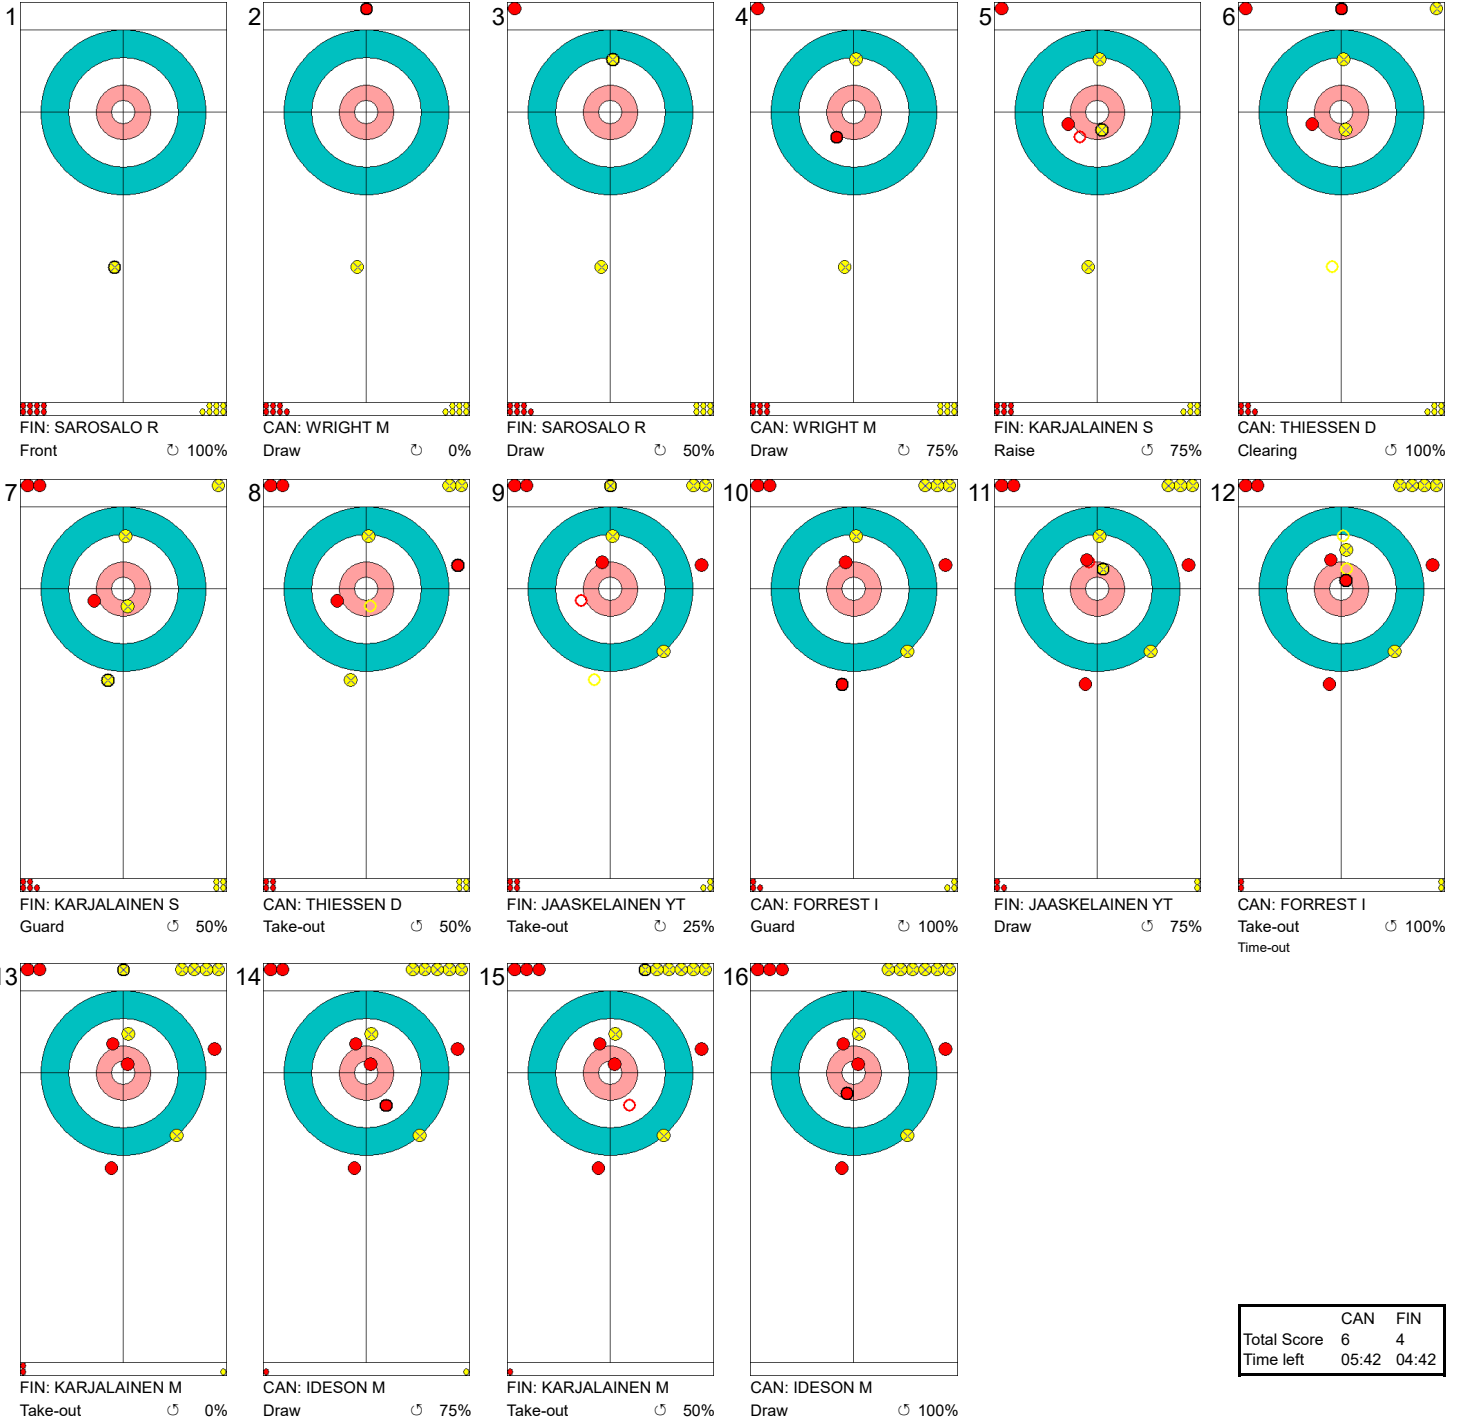 1 2 3 4 5 6
FIN: SAROSALO R CAN: WRIGHT M FIN: SAROSALO R CAN: WRIGHT M FIN: KARJALAINEN S CAN: THIESSEN D
Front ↻ 100% Draw ↻ 0% Draw ↻ 50% Draw ↻ 75% Raise ↺ 75% Clearing ↺ 100%
7 8 9 10 11 12
FIN: KARJALAINEN S CAN: THIESSEN D FIN: JAASKELAINEN YT CAN: FORREST I FIN: JAASKELAINEN YT CAN: FORREST I
Guard ↺ 50% Take-out ↺ 50% Take-out ↻ 25% Guard ↺ 100% Draw ↺ 75% Take-out ↺ 100%
Time-out
13 14 15 16
FIN: KARJALAINEN M CAN: IDESON M FIN: KARJALAINEN M CAN: IDESON M
Take-out ↺ 0% Draw ↺ 75% Take-out ↺ 50% Draw ↺ 100%
CAN FIN
Total Score 6 4
Time left 05:42 04:42